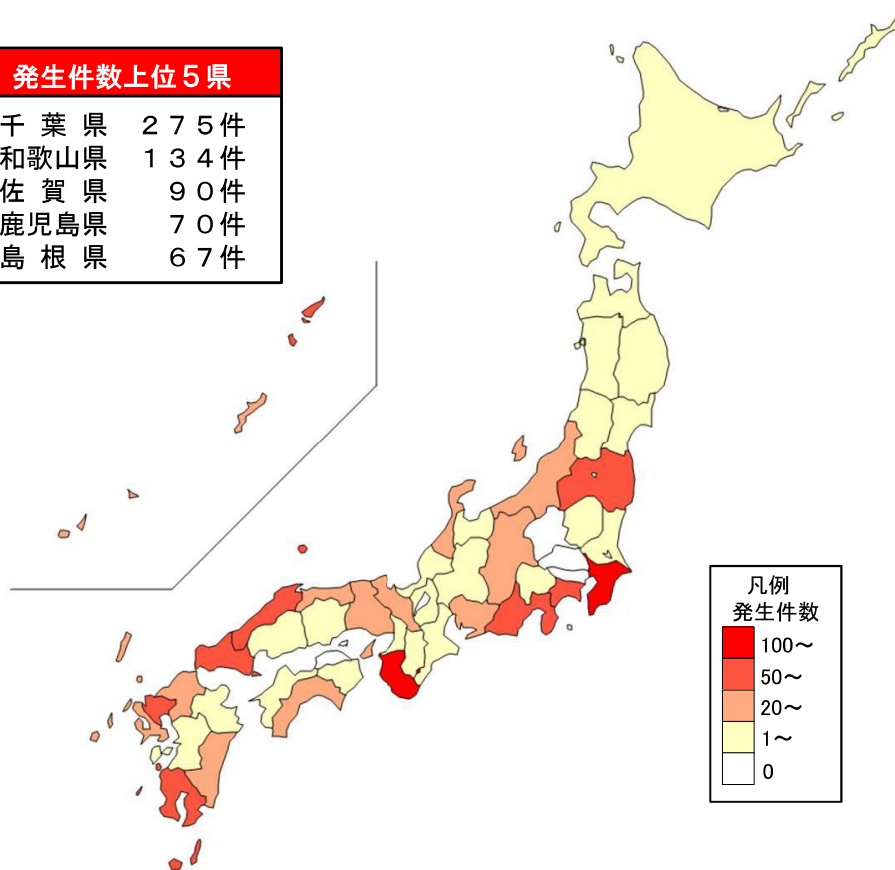 発生件数上位５県
千 葉 県 ２７５件
和歌山県 １３４件
佐 賀 県 ９０件
鹿児島県 ７０件
島 根 県 ６７件
凡例
発生件数
100～
50～
20～
1～
0